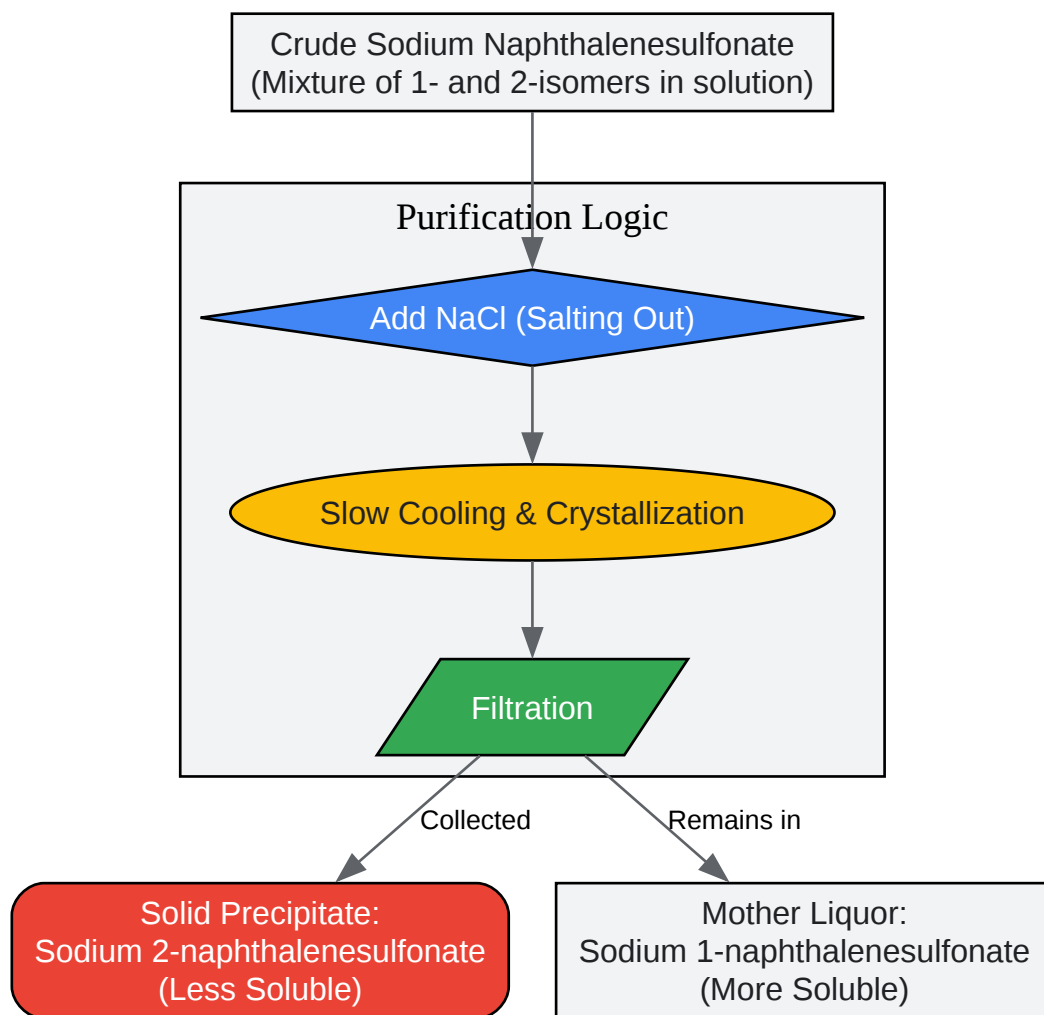 Crude Sodium Naphthalenesulfonate
(Mixture of 1- and 2-isomers in solution)
Purification Logic
Add NaCl (Salting Out)
Slow Cooling & Crystallization
Filtration
Collected
Remains in
Solid Precipitate:
Sodium 2-naphthalenesulfonate
(Less Soluble)
Mother Liquor:
Sodium 1-naphthalenesulfonate
(More Soluble)